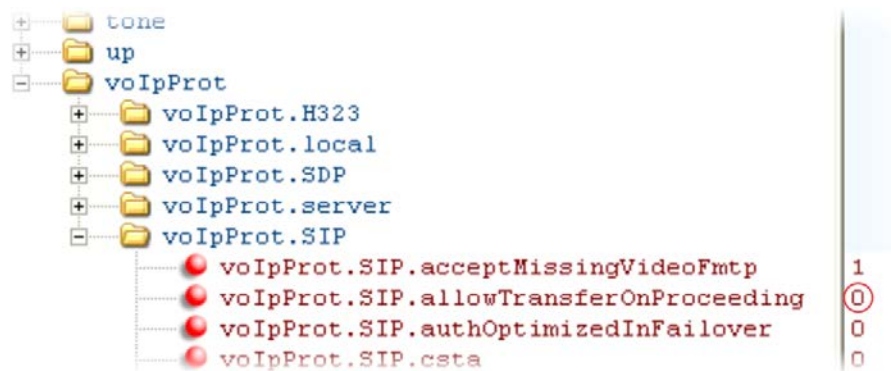 tone
up
voIpProt
voIpProt.H323
voIpProt.local
voIpProt.SDP
voIpProt.server
voIpProt.SIP
voIpProt.SIP.acceptMissingVideoFmtp 1
voIpProt.SIP.allowTransferOnProceeding 0
voIpProt.SIP.authOptimizedInFailover 0
voIpProt.SIP.csta 0